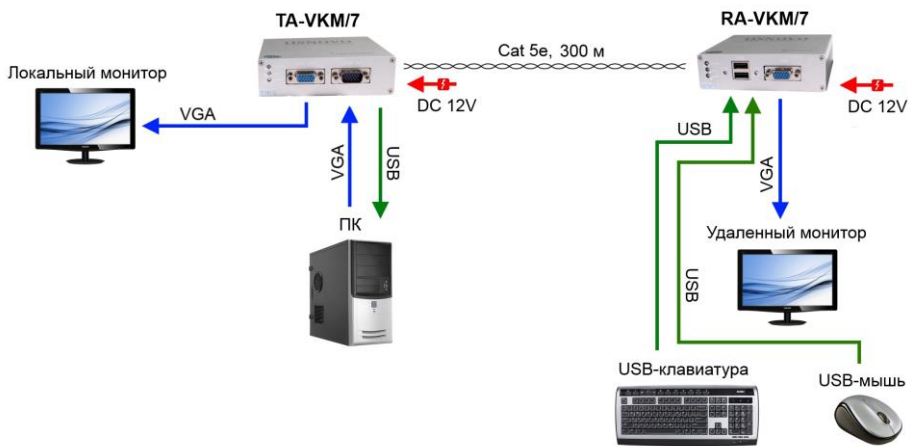 TA-VKM/7
RA-VKM/7
Cat 5e, 300 м
Локальный монитор
DC 12V
DC 12V
VGA
USB
VGA
USB
VGA
ПК
Удаленный монитор
USB
USB-клавиатура
USB-мышь